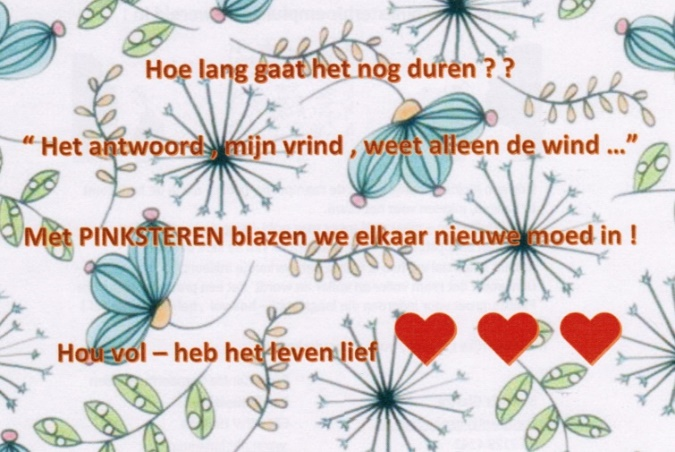 Hoe lang gaat het nog duren ? ?
“ Het antwoord , mijn vrind , weet alleen de wind …”
Met PINKSTEREN blazen we elkaar nieuwe moed in !
Hou vol – heb het leven lief